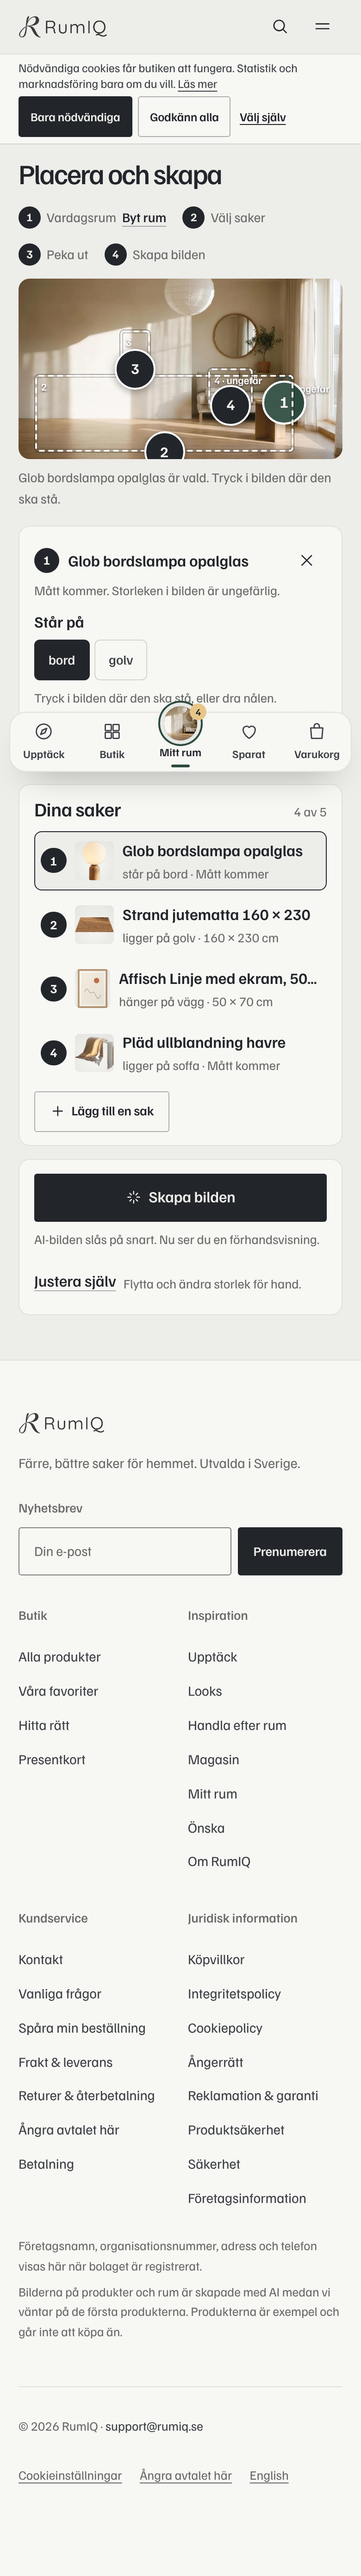 RumIQ
Nödvändiga cookies får butiken att fungera. Statistik och
marknadsföring bara om du vill. Läs mer
Bara nödvändiga
Godkänn alla
Välj själv
Placera och skapa
1 Vardagsrum Byt rum 2 Välj saker
3 Peka ut 4 Skapa bilden
3
3
2
4 · ungefär
4
1
ungefär
2
Glob bordslampa opalglas är vald. Tryck i bilden där den
ska stå.
1 Glob bordslampa opalglas
Mått kommer. Storleken i bilden är ungefärlig.
Står på
bord golv
Tryck i bilden där den ska stå, eller dra nålen.
4
Upptäck Butik Mitt rum Sparat Varukorg
Dina saker 4 av 5
1 Glob bordslampa opalglas
står på bord · Mått kommer
2 Strand jutematta 160 × 230
ligger på golv · 160 × 230 cm
3 Affisch Linje med ekram, 50...
hänger på vägg · 50 × 70 cm
4 Pläd ullblandning havre
ligger på soffa · Mått kommer
Lägg till en sak
Skapa bilden
AI-bilden slås på snart. Nu ser du en förhandsvisning.
Justera själv Flytta och ändra storlek för hand.
RumIQ
Färre, bättre saker för hemmet. Utvalda i Sverige.
Nyhetsbrev
Din e-post
Prenumerera
Butik
Alla produkter
Våra favoriter
Hitta rätt
Presentkort
Inspiration
Upptäck
Looks
Handla efter rum
Magasin
Mitt rum
Önska
Om RumIQ
Kundservice
Kontakt
Vanliga frågor
Spåra min beställning
Frakt & leverans
Returer & återbetalning
Ångra avtalet här
Betalning
Juridisk information
Köpvillkor
Integritetspolicy
Cookiepolicy
Ångerrätt
Reklamation & garanti
Produktsäkerhet
Säkerhet
Företagsinformation
Företagsnamn, organisationsnummer, adress och telefon
visas här när bolaget är registrerat.
Bilderna på produkter och rum är skapade med AI medan vi
väntar på de första produkterna. Produkterna är exempel och
går inte att köpa än.
© 2026 RumIQ · support@rumiq.se
Cookieinställningar Ångra avtalet här English